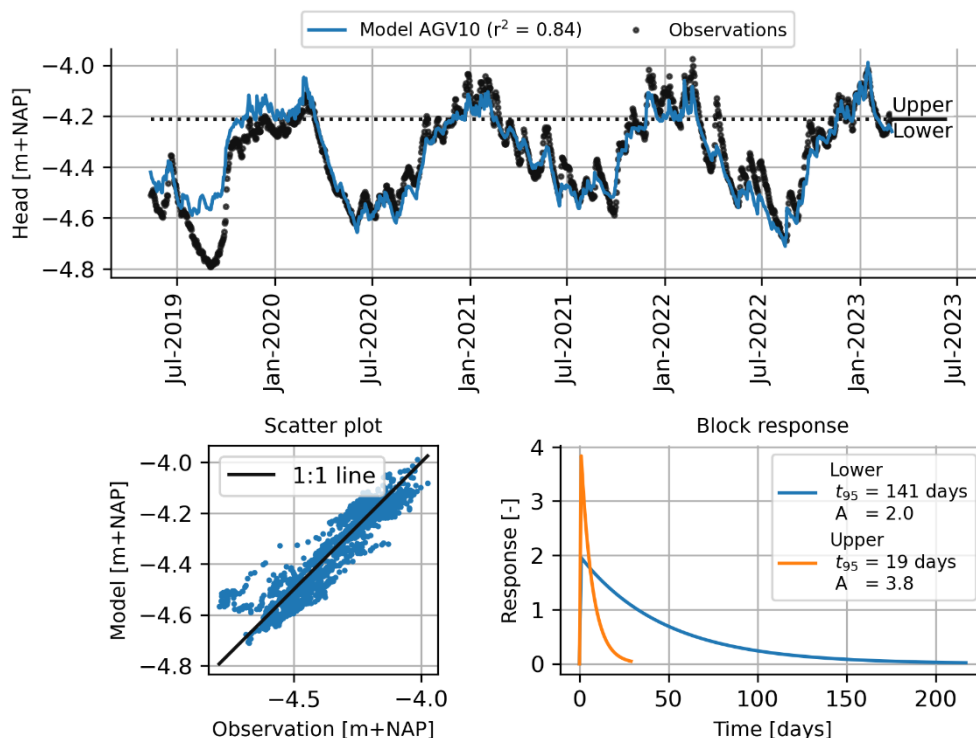 Model AGV10 (r² = 0.84)
Observations
Head [m+NAP]
−4.0
−4.2
−4.4
−4.6
−4.8
Upper
Lower
Jul-2019
Jan-2020
Jul-2020
Jan-2021
Jul-2021
Jan-2022
Jul-2022
Jan-2023
Jul-2023
Scatter plot
1:1 line
Model [m+NAP]
−4.0
−4.2
−4.4
−4.6
−4.8
−4.5
−4.0
Observation [m+NAP]
Block response
Response [-]
4
3
2
1
0
Lower
t₉₅ = 141 days
A = 2.0
Upper
t₉₅ = 19 days
A = 3.8
0
50
100
150
200
Time [days]